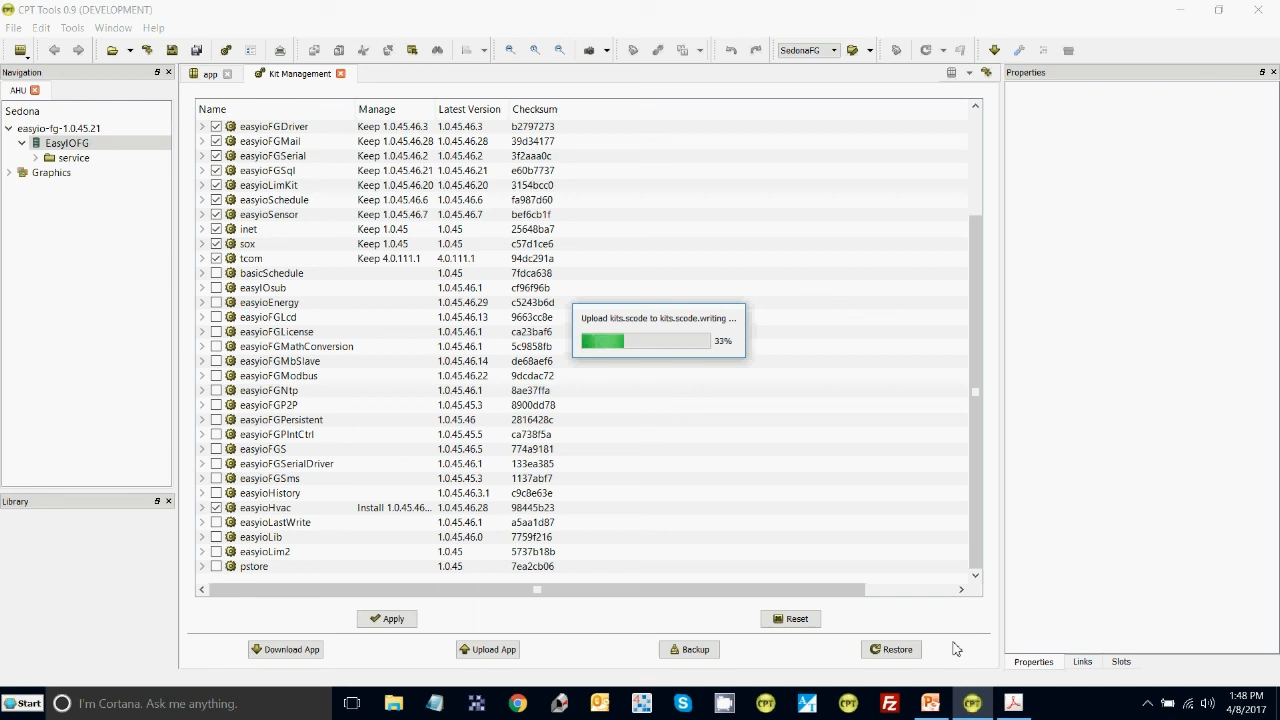 CPT Tools 0.9 (DEVELOPMENT)
File Edit Tools Window Help
SedonaFG
Navigation
app
Kit Management
Properties
AHU
Sedona
easyio-fg-1.0.45.21
EasyIOFG
service
Graphics
Library
Name Manage Latest Version Checksum
easyioFGDriver Keep 1.0.45.46.3 1.0.45.46.3 b2797273
easyioFGMail Keep 1.0.45.46.28 1.0.45.46.28 39d34177
easyioFGSerial Keep 1.0.45.46.2 1.0.45.46.2 3f2aaa0c
easyioFGSql Keep 1.0.45.46.21 1.0.45.46.21 e60b7737
easyioLimKit Keep 1.0.45.46.20 1.0.45.46.20 3154bcc0
easyioSchedule Keep 1.0.45.46.6 1.0.45.46.6 fa987d60
easyioSensor Keep 1.0.45.46.7 1.0.45.46.7 bef6cb1f
inet Keep 1.0.45 1.0.45 25648ba7
sox Keep 1.0.45 1.0.45 c57d1ce6
tcom Keep 4.0.111.1 4.0.111.1 94dc291a
basicSchedule 1.0.45 7fdca638
easyIOsub 1.0.45.46.1 cf96f96b
easyioEnergy 1.0.45.46.29 c5243b6d
easyioFGLcd 1.0.45.46.13 9663cc8e
easyioFGLicense 1.0.45.46.1 ca23baf6
easyioFGMathConversion 1.0.45.46.1 5c9858fb
easyioFGMbSlave 1.0.45.46.14 de68aef6
easyioFGModbus 1.0.45.46.22 9dcdac72
easyioFGNtp 1.0.45.46.1 8ae37ffa
easyioFGP2P 1.0.45.45.3 8900dd78
easyioFGPersistent 1.0.45.46 2816428c
easyioFGPIntCtrl 1.0.45.45.5 ca738f5a
easyioFGS 1.0.45.46.5 774a9181
easyioFGSerialDriver 1.0.45.46.1 133ea385
easyioFGSms 1.0.45.45.3 1137abf7
easyioHistory 1.0.45.46.3.1 c9c8e63e
easyioHvac Install 1.0.45.46... 1.0.45.46.28 98445b23
easyioLastWrite 1.0.45.46.1 a5aa1d87
easyioLib 1.0.45.46.0 7759f216
easyioLim2 1.0.45 5737b18b
pstore 1.0.45 7ea2cb06
Upload kits.scode to kits.scode.writing ...
33%
Apply Reset
Download App Upload App Backup Restore
Properties Links Slots
Start
I'm Cortana. Ask me anything.
1:48 PM
4/8/2017